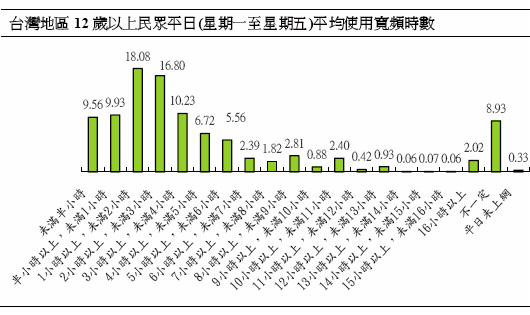 台灣地區 12 歲以上民眾平日(星期一至星期五)平均使用寬頻時數
9.56
9.93
18.08
16.80
10.23
6.72
5.56
2.39
1.82
2.81
0.88
2.40
0.42
0.93
0.06
0.07
0.06
2.02
8.93
0.33
未滿半小時
半小時以上，未滿1小時
1小時以上，未滿2小時
2小時以上，未滿3小時
3小時以上，未滿4小時
4小時以上，未滿5小時
5小時以上，未滿6小時
6小時以上，未滿7小時
7小時以上，未滿8小時
8小時以上，未滿9小時
9小時以上，未滿10小時
10小時以上，未滿11小時
11小時以上，未滿12小時
12小時以上，未滿13小時
13小時以上，未滿14小時
14小時以上，未滿15小時
15小時以上，未滿16小時
16小時以上
不一定
平日未上網